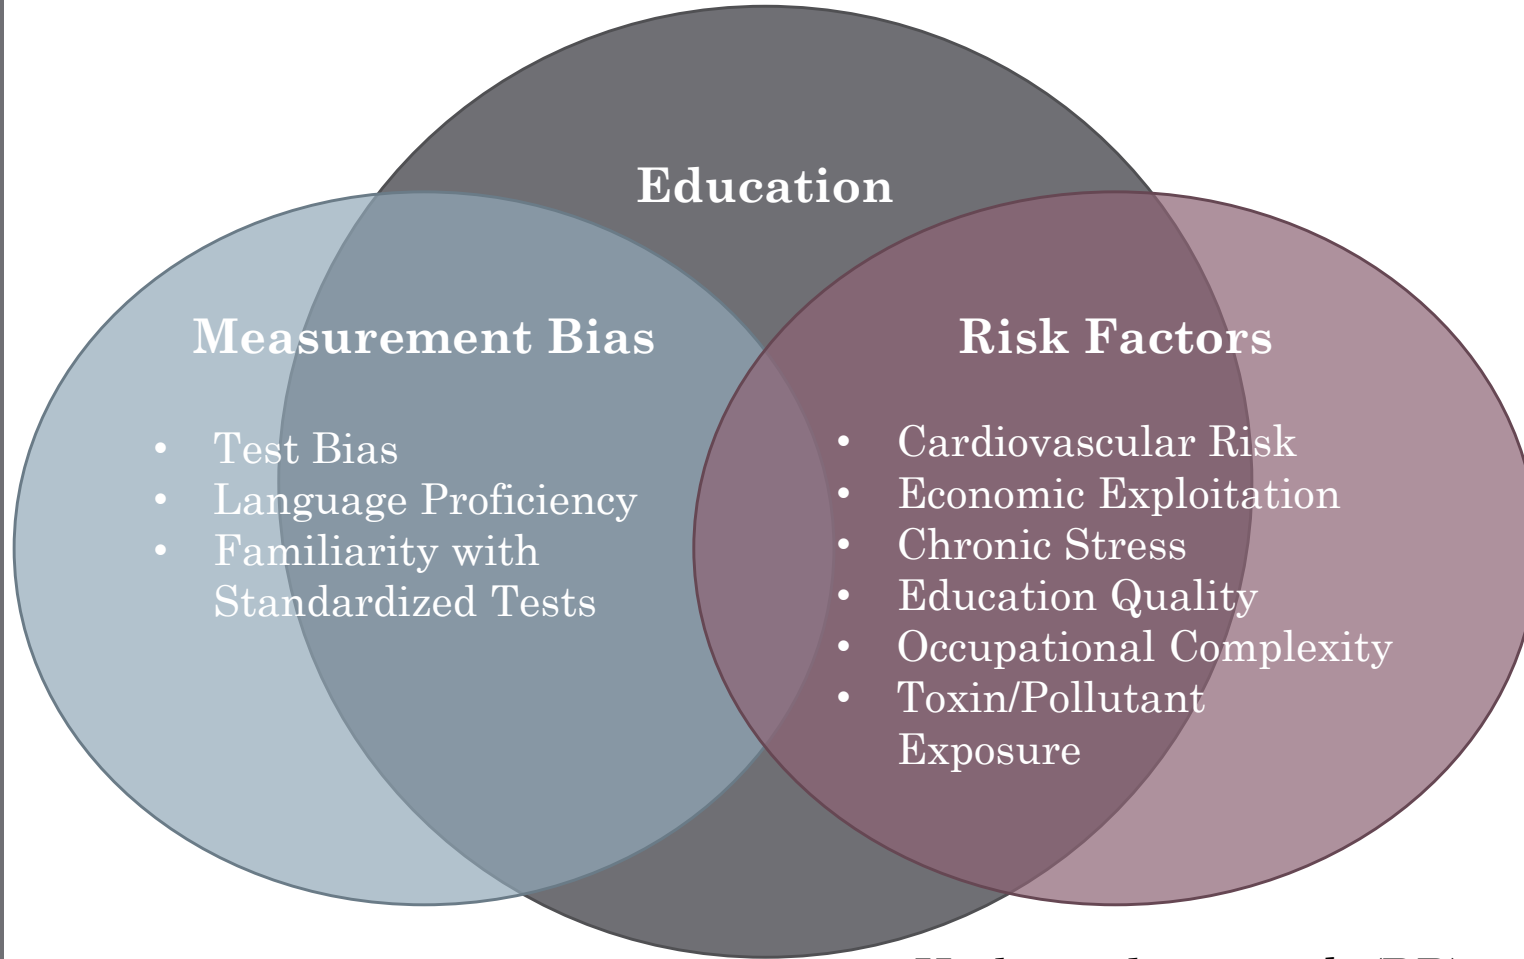 Education
Measurement Bias
• Test Bias
• Language Proficiency
• Familiarity with
Standardized Tests
Risk Factors
• Cardiovascular Risk
• Economic Exploitation
• Chronic Stress
• Education Quality
• Occupational Complexity
• Toxin/Pollutant
Exposure